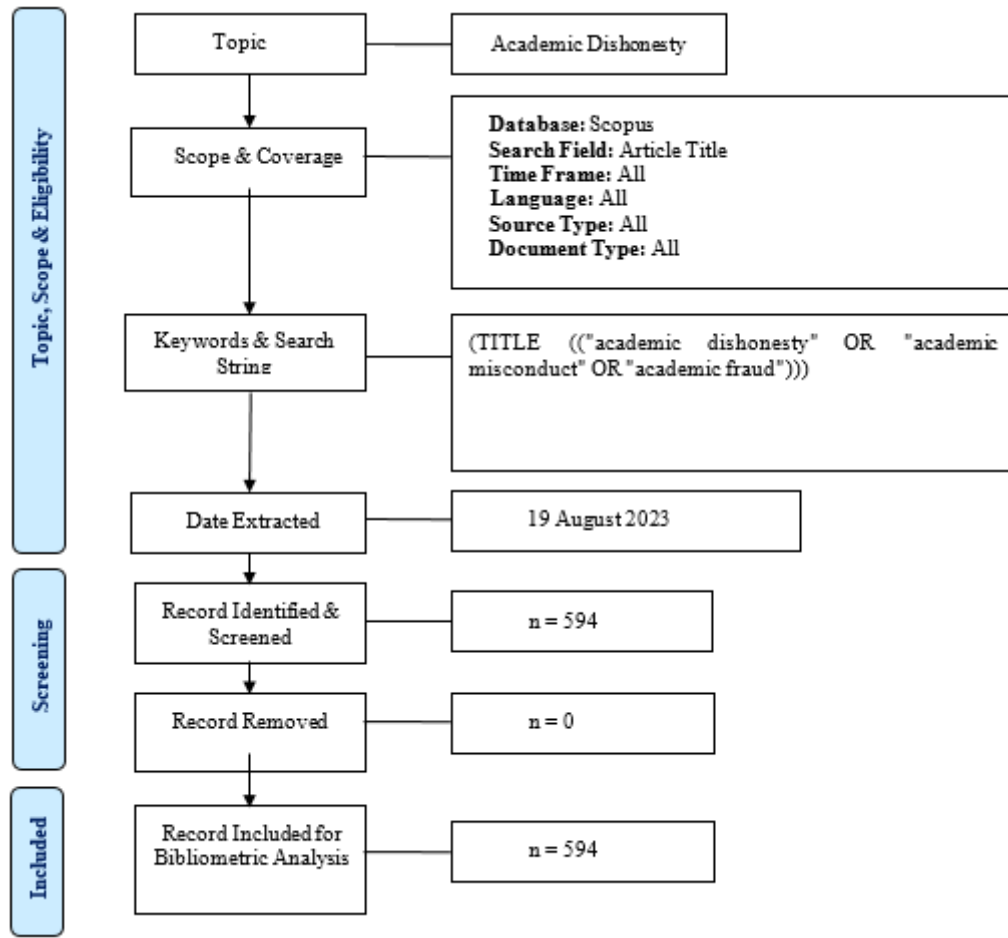 Topic, Scope & Eligibility
Topic
Academic Dishonesty
Scope & Coverage
Database: Scopus
Search Field: Article Title
Time Frame: All
Language: All
Source Type: All
Document Type: All
Keywords & Search
String
(TITLE (("academic dishonesty" OR "academic
misconduct" OR "academic fraud")))
Date Extracted
19 August 2023
Screening
Record Identified &
Screened
n = 594
Record Removed
n = 0
Included
Record Included for
Bibliometric Analysis
n = 594